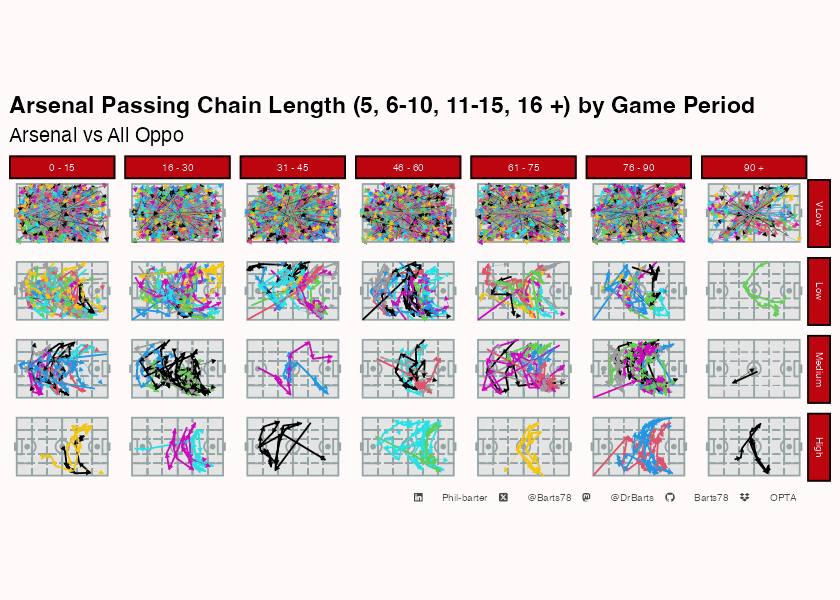 Arsenal Passing Chain Length (5, 6-10, 11-15, 16 +) by Game Period
Arsenal vs All Oppo
0 - 15 16 - 30 31 - 45 46 - 60 61 - 75 76 - 90 90 +
VLow
Low
Medium
High
Phil-barter @Barts78 @DrBarts Barts78 OPTA